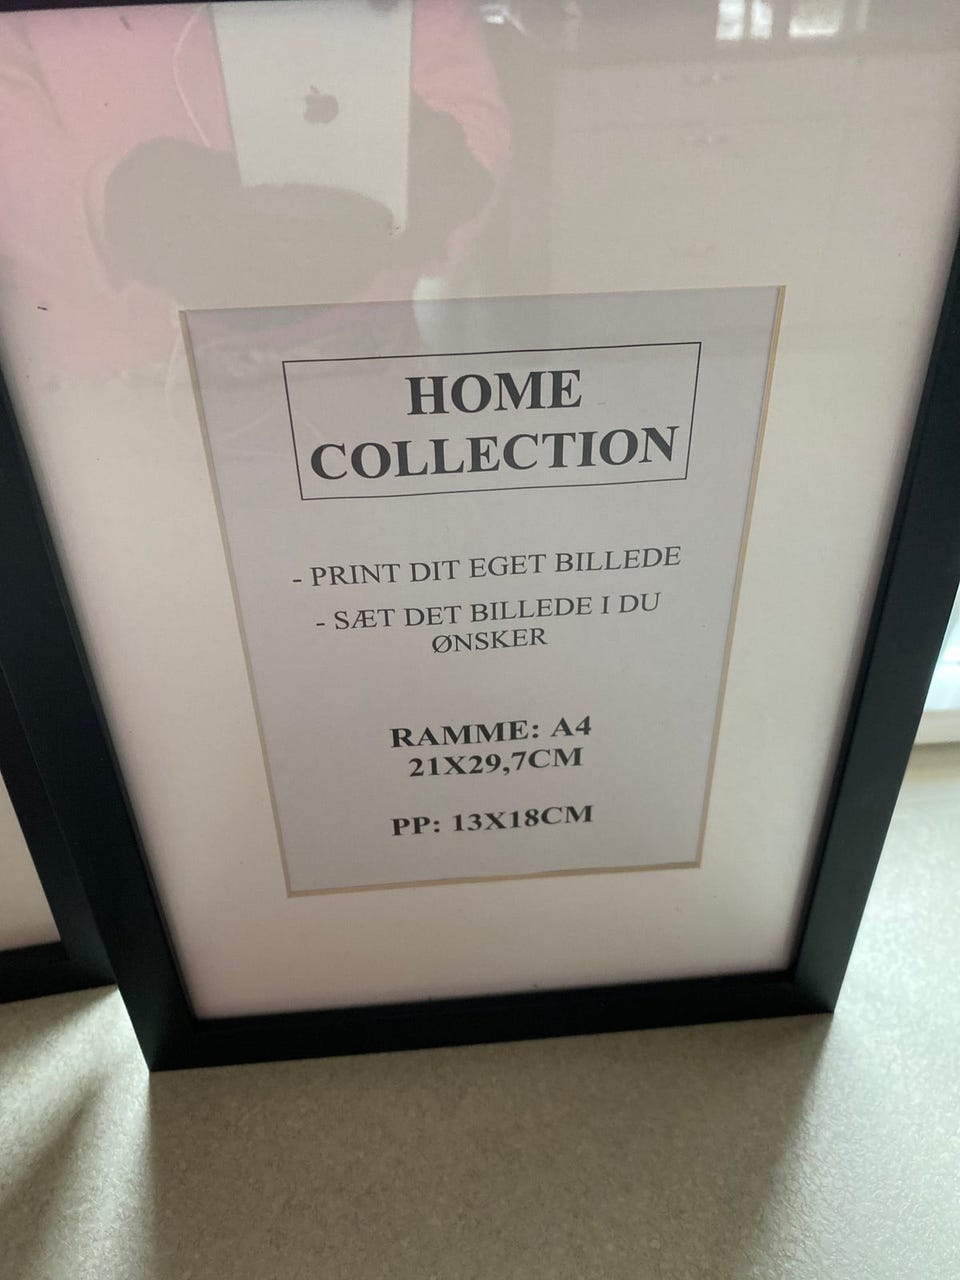 HOME
COLLECTION
- PRINT DIT EGET BILLEDE
- SÆT DET BILLEDE I DU
ØNSKER
RAMME: A4
21X29,7CM
PP: 13X18CM